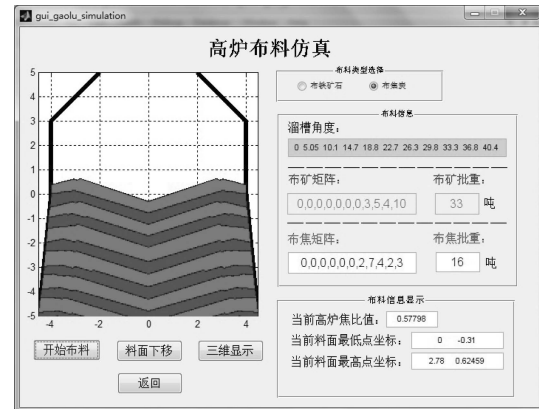 gui_gaolu_simulation
高炉布料仿真
5
4
3
2
1
0
-1
-2
-3
-4
-5
-4 -2 0 2 4
开始布料 料面下移 三维显示
返回
布料类型选择
布铁矿石 布焦炭
布料信息
溜槽角度：
0 5.05 10.1 14.7 18.8 22.7 26.3 29.8 33.3 36.8 40.4
布矿矩阵： 布矿批重：
0,0,0,0,0,0,3,5,4,10 33 吨
布焦矩阵： 布焦批重：
0,0,0,0,0,0,2,7,4,2,3 16 吨
布料信息显示
当前高炉焦比值： 0.57798
当前料面最低点坐标： 0 -0.31
当前料面最高点坐标： 2.78 0.62459